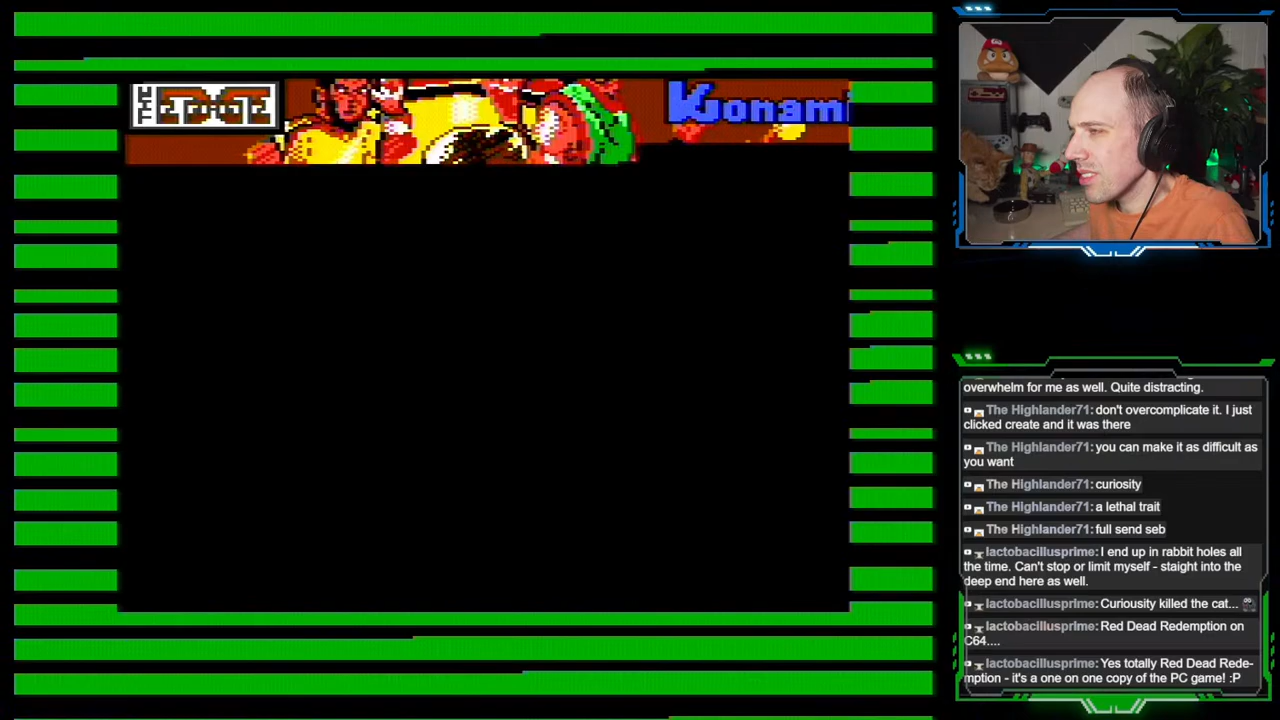 THE
EDGE
Konami
overwhelm for me as well. Quite distracting.
The Highlander71: don't overcomplicate it. I just
clicked create and it was there
The Highlander71: you can make it as difficult as
you want
The Highlander71: curiosity
The Highlander71: a lethal trait
The Highlander71: full send seb
lactobacillusprime: I end up in rabbit holes all
the time. Can't stop or limit myself - staight into the
deep end here as well.
lactobacillusprime: Curiousity killed the cat...
lactobacillusprime: Red Dead Redemption on
C64....
lactobacillusprime: Yes totally Red Dead Rede-
mption - it's a one on one copy of the PC game! :P